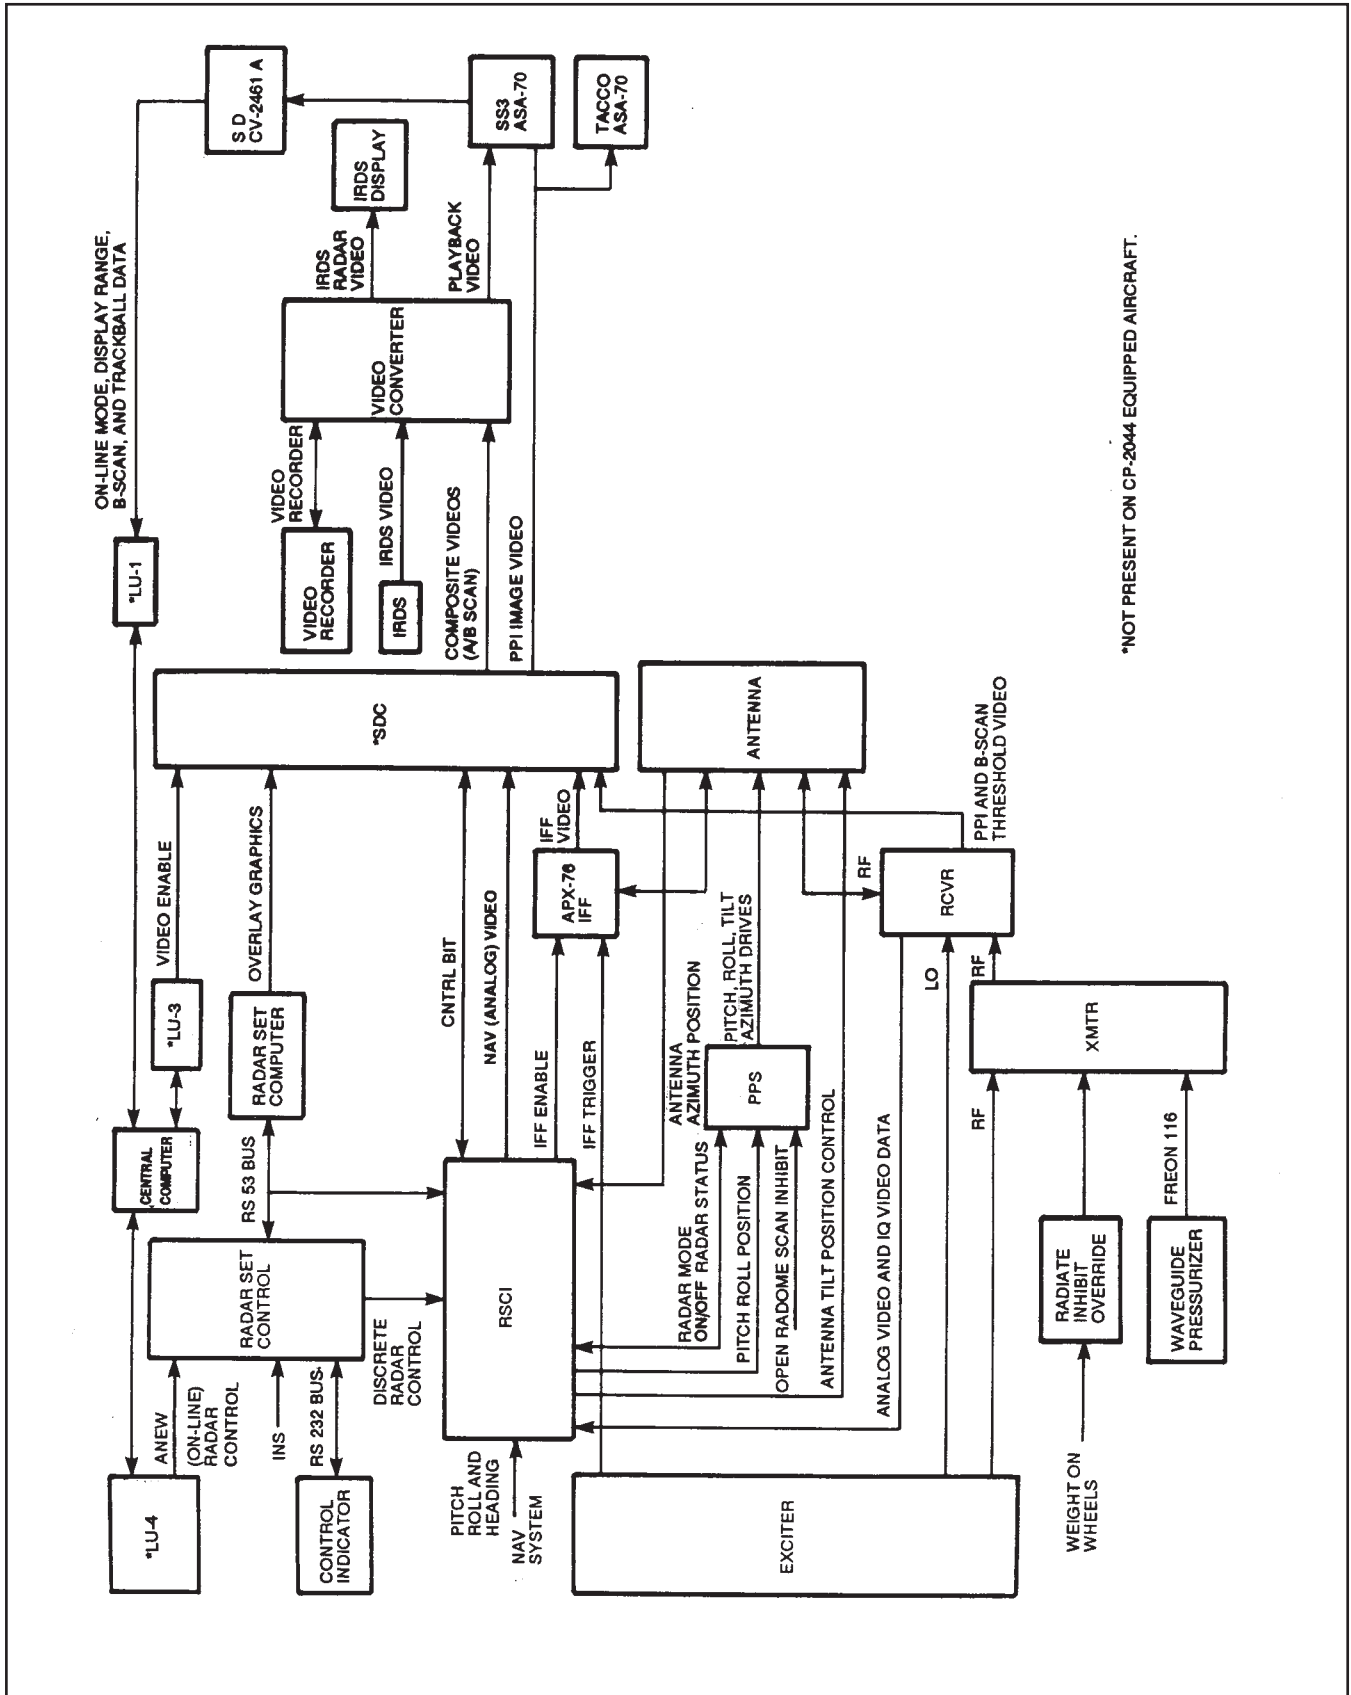 *LU-4
ANEW
(ON-LINE)
RADAR
CONTROL
INS
RS 232 BUS
CONTROL
INDICATOR
CENTRAL
COMPUTER
*LU-3
VIDEO ENABLE
*LU-1
ON-LINE MODE, DISPLAY RANGE,
B-SCAN, AND TRACKBALL DATA
S D
CV-2461 A
RADAR SET
CONTROL
RS 53 BUS
RADAR SET
COMPUTER
OVERLAY GRAPHICS
DISCRETE
RADAR
CONTROL
*SDC
VIDEO
RECORDER
VIDEO
RECORDER
IRDS
IRDS VIDEO
COMPOSITE VIDEOS
(A/B SCAN)
PPI IMAGE VIDEO
VIDEO
CONVERTER
IRDS
RADAR
VIDEO
IRDS
DISPLAY
PLAYBACK
VIDEO
SS3
ASA-70
TACCO
ASA-70
PITCH
ROLL AND
HEADING
NAV
SYSTEM
RSCI
CNTRL BIT
NAV (ANALOG) VIDEO
IFF ENABLE
IFF TRIGGER
APX-76
IFF
IFF
VIDEO
ANTENNA
AZIMUTH POSITION
RADAR MODE
ON/OFF RADAR STATUS
PITCH ROLL POSITION
OPEN RADOME SCAN INHIBIT
PPS
PITCH, ROLL, TILT
AZIMUTH DRIVES
ANTENNA
ANTENNA TILT POSITION CONTROL
ANALOG VIDEO AND IQ VIDEO DATA
EXCITER
LO
RF
RF
RF
RCVR
PPI AND B-SCAN
THRESHOLD VIDEO
XMTR
WEIGHT ON
WHEELS
RADIATE
INHIBIT
OVERRIDE
WAVEGUIDE
PRESSURIZER
FREON 116
*NOT PRESENT ON CP-2044 EQUIPPED AIRCRAFT.